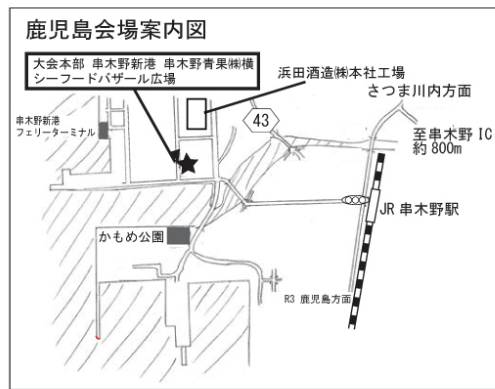 鹿児島会場案内図
大会本部 串木野新港 串木野青果㈱横
シーフードバザール広場
浜田酒造㈱本社工場
さつま川内方面
串木野新港
フェリーターミナル
43
至串木野 IC
約 800m
JR 串木野駅
かもめ公園
R3 鹿児島方面